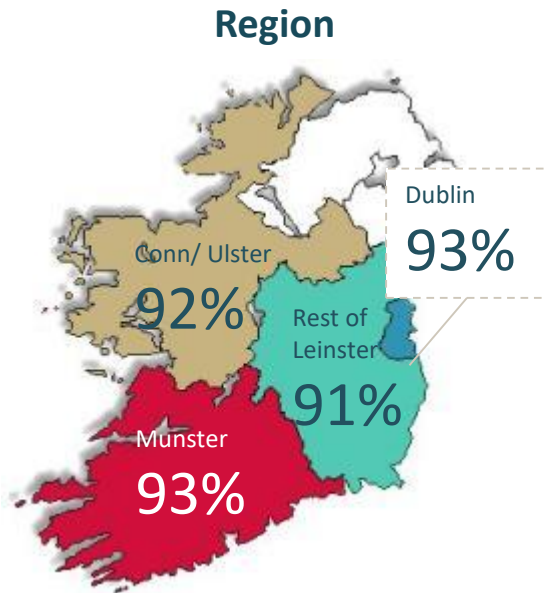 Region
Dublin
93%
Conn/ Ulster
92%
Rest of
Leinster
91%
Munster
93%